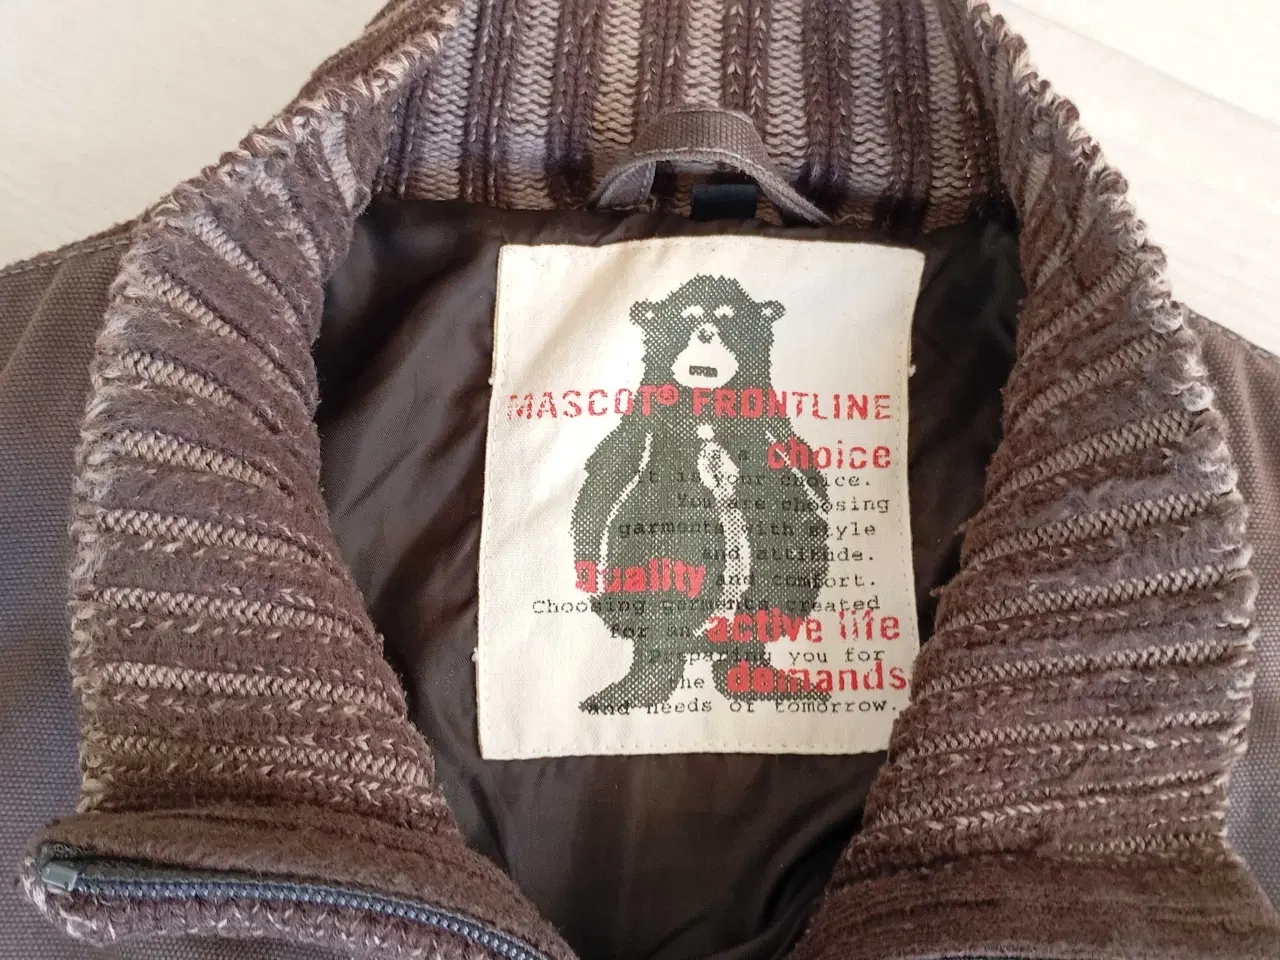 MASCOT® FRONTLINE
a choice
it is your choice.
You are choosing
garments with style
and attitude.
Quality and comfort.
Choosing garments created
for an active life
preparing you for
the demands
and needs of tomorrow.